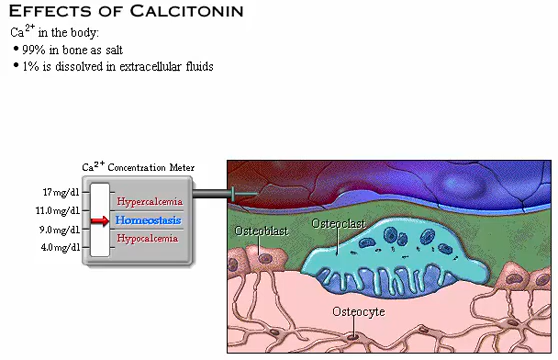 Effects of Calcitonin
Ca2+ in the body:
• 99% in bone as salt
• 1% is dissolved in extracellular fluids
Ca2+ Concentration Meter
17 mg/dl
Hypercalcemia
11.0 mg/dl
Homeostasis
9.0 mg/dl
Hypocalcemia
4.0 mg/dl
Osteoblast
Osteoclast
Osteocyte